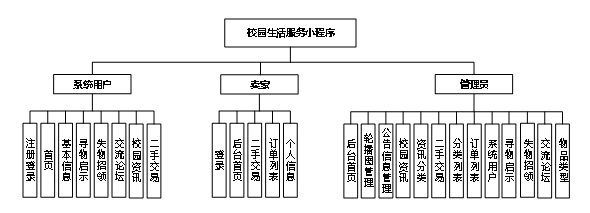 校园生活服务小程序
系统用户
卖家
管理员
注册登录
首页
基本信息
寻物启示
失物招领
交流论坛
校园资讯
二手交易
登录
后台首页
二手交易
订单列表
个人信息
后台首页
轮播图管理
公告信息管理
校园资讯
资讯分类
二手交易
分类列表
订单列表
系统用户
寻物启示
失物招领
交流论坛
物品类型